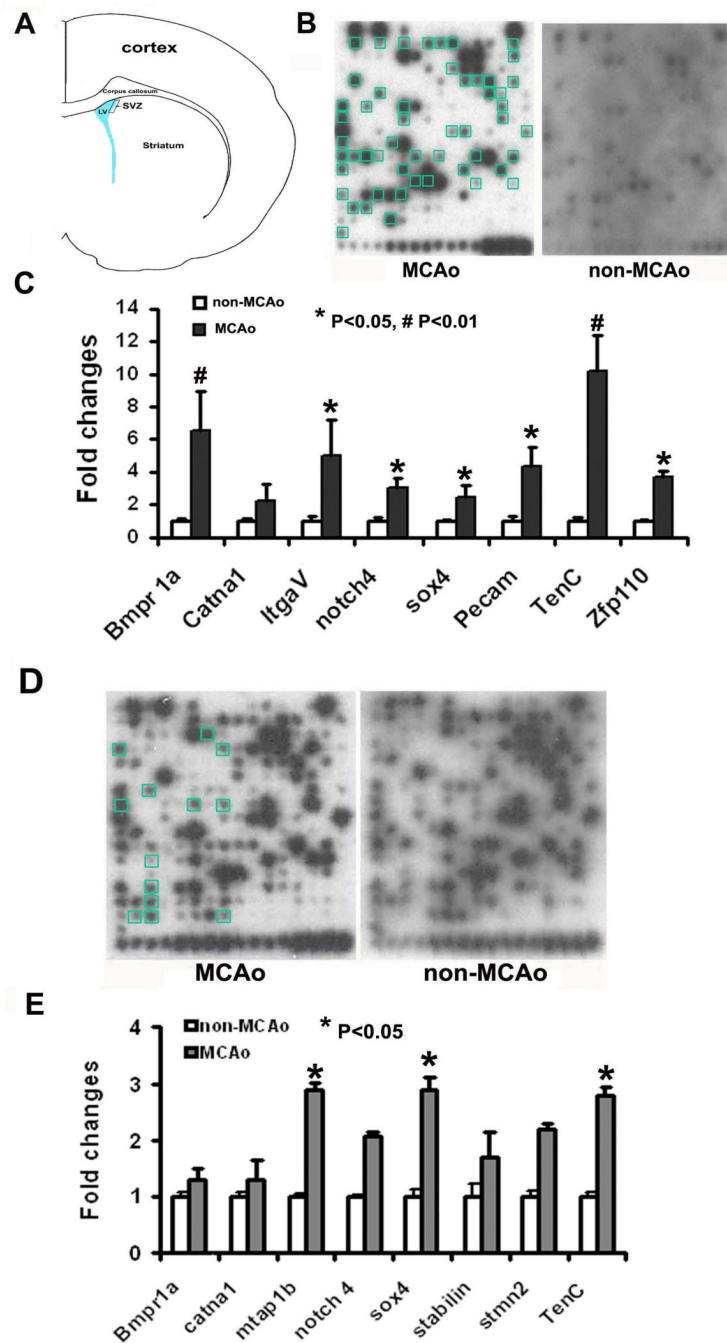 A
cortex
Corpus callosum
LV
SVZ
Striatum
B
MCAo
non-MCAo
C
Fold changes
14
12
10
8
6
4
2
0
non-MCAo
MCAo
* P<0.05, # P<0.01
#
*
*
*
*
#
*
Bmpr 1a
Catna1
ItgaV
notch4
sox4
Pecam
TenC
Zfp110
D
MCAo
non-MCAo
E
Fold changes
4
3
2
1
0
non-MCAo
MCAo
* P<0.05
*
*
*
Bmpr1a
catna1
mtap1b
notch 4
sox4
stabilin
stmn2
TenC